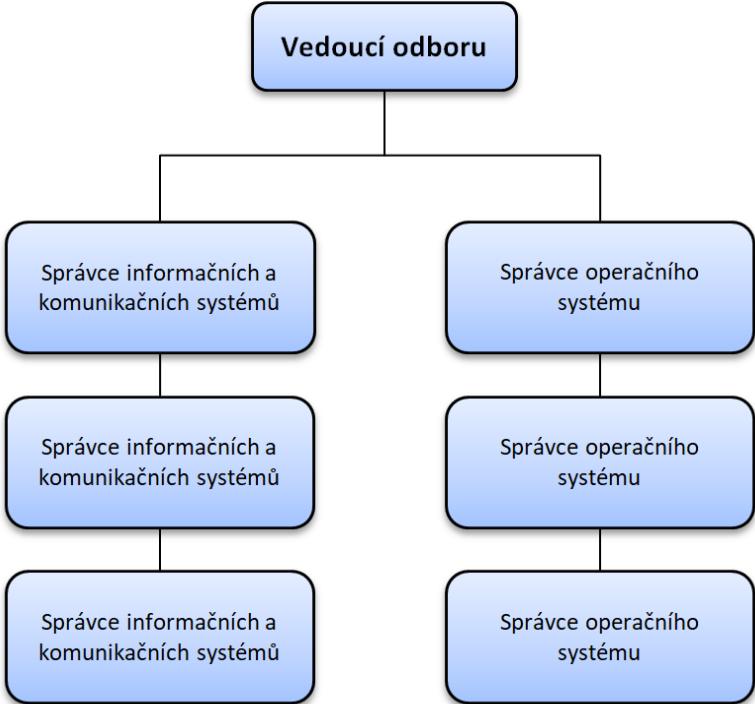 Vedoucí odboru
Správce informačních a
komunikačních systémů
Správce operačního
systému
Správce informačních a
komunikačních systémů
Správce operačního
systému
Správce informačních a
komunikačních systémů
Správce operačního
systému